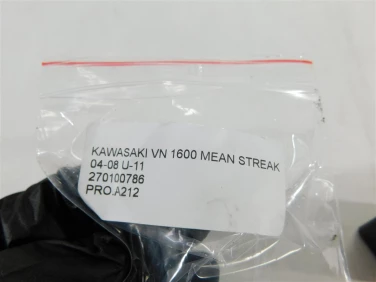 KAWASAKI VN 1600 MEAN STREAK
04-08 U-11
270100786
PRO.A212